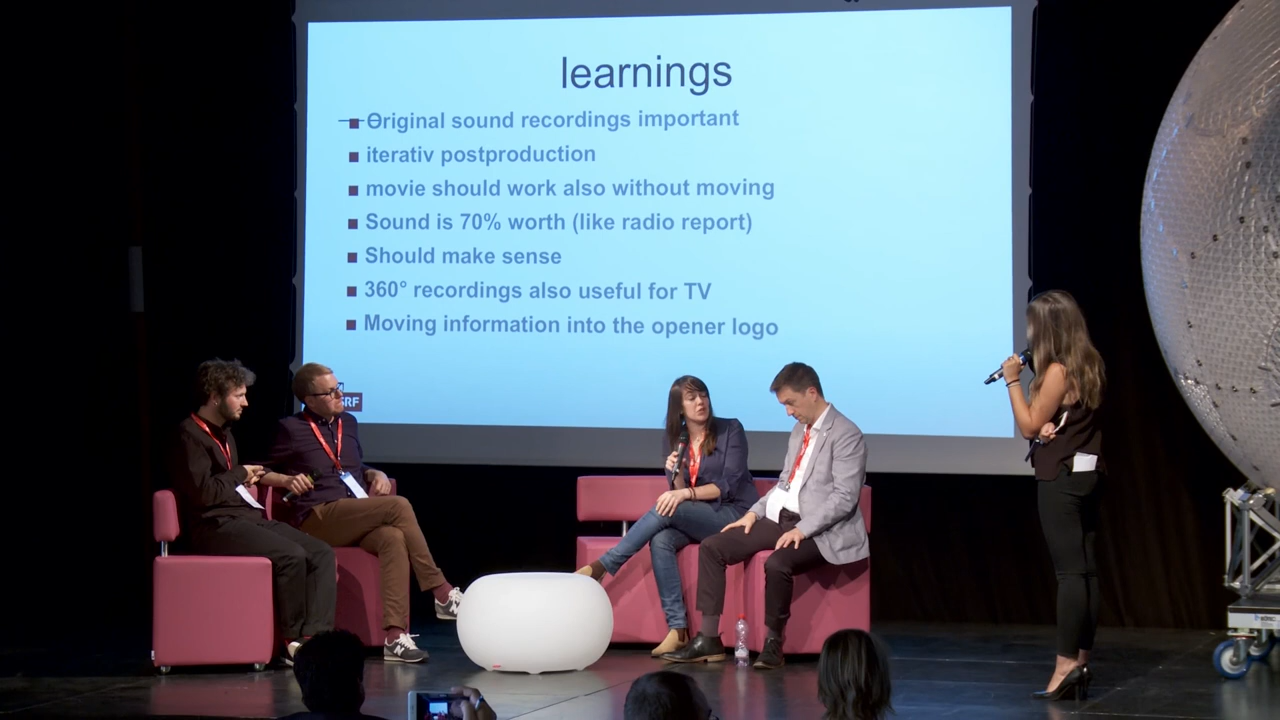 learnings
Original sound recordings important
iterativ postproduction
movie should work also without moving
Sound is 70% worth (like radio report)
Should make sense
360° recordings also useful for TV
Moving information into the opener logo
SRF